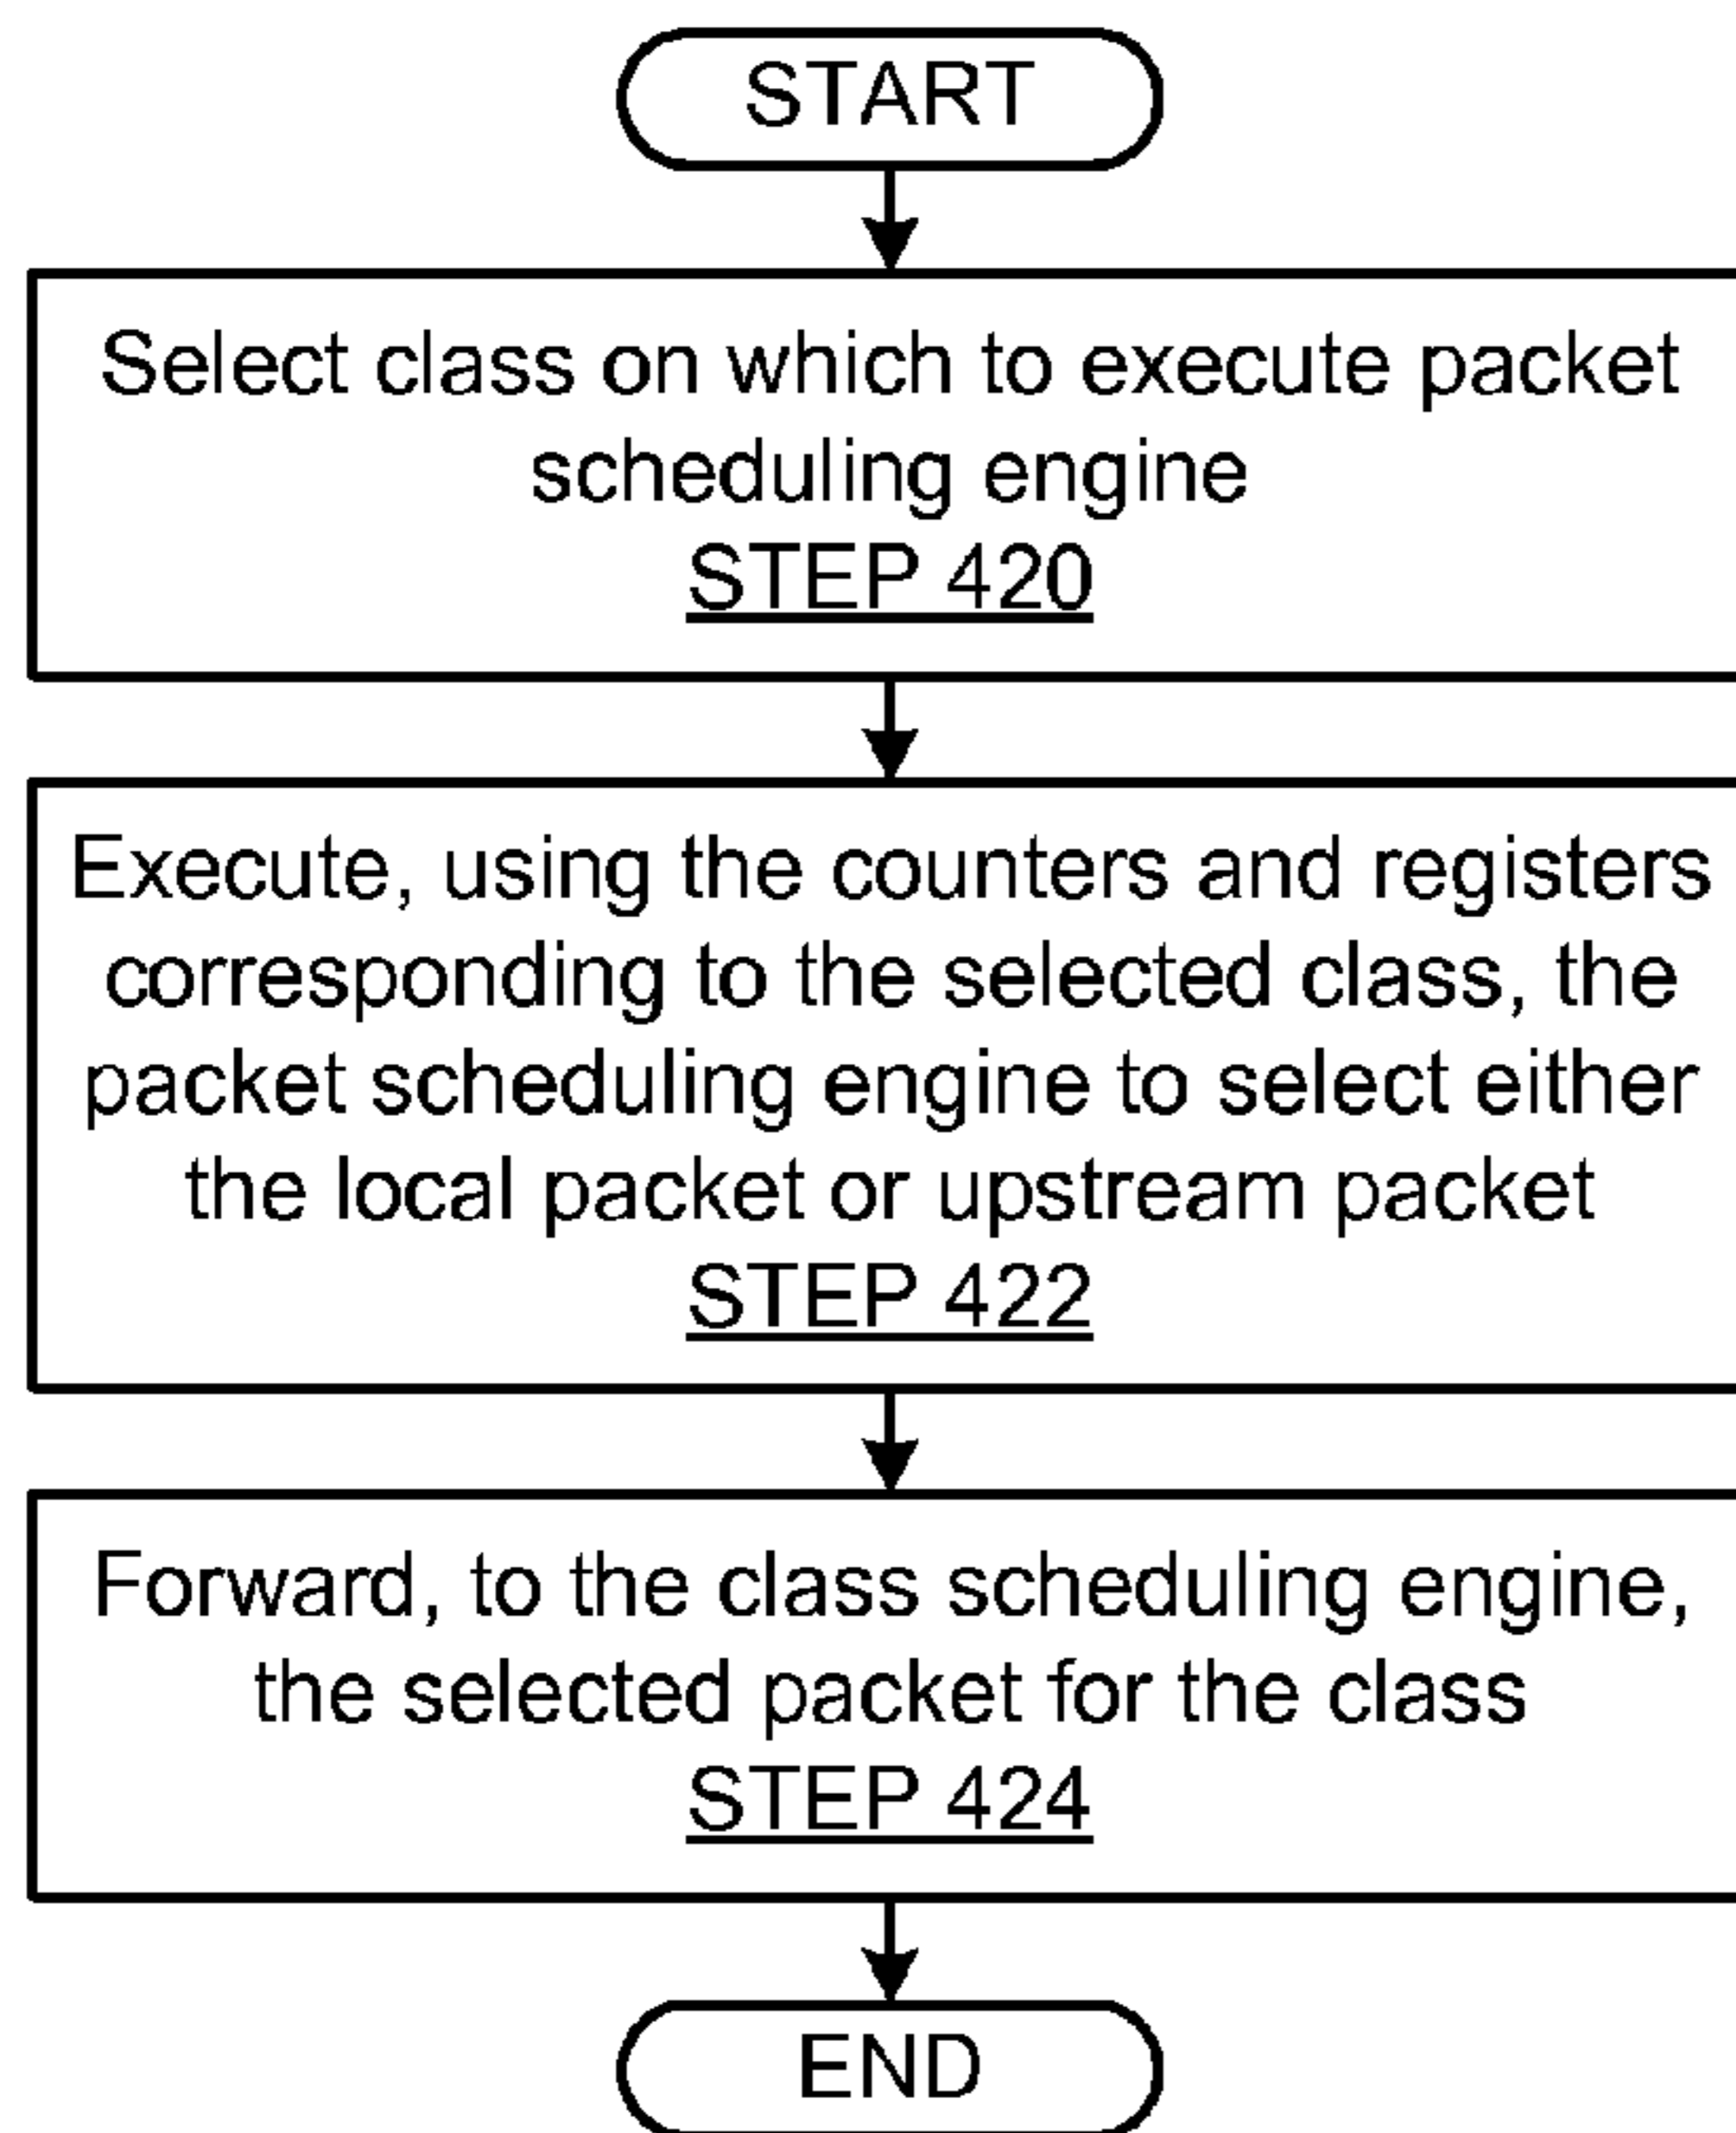 START
Select class on which to execute packet
scheduling engine
STEP 420
Execute, using the counters and registers
corresponding to the selected class, the
packet scheduling engine to select either
the local packet or upstream packet
STEP 422
Forward, to the class scheduling engine,
the selected packet for the class
STEP 424
END